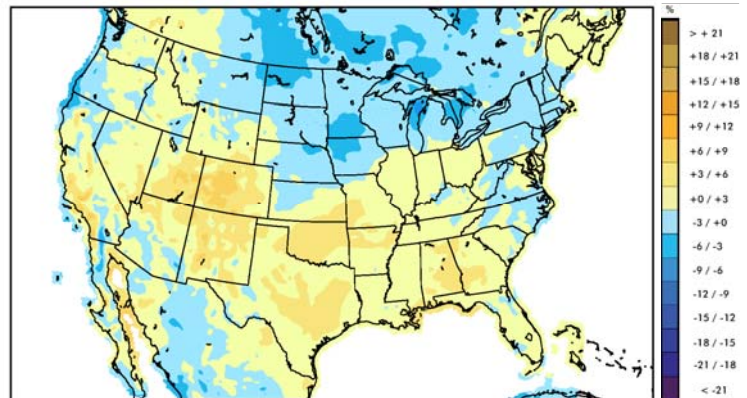 %
> + 21
+18 / +21
+15 / +18
+12 / +15
+9 / +12
+6 / +9
+3 / +6
+0 / +3
-3 / +0
-6 / -3
-9 / -6
-12 / -9
-15 / -12
-18 / -15
-21 / -18
< -21